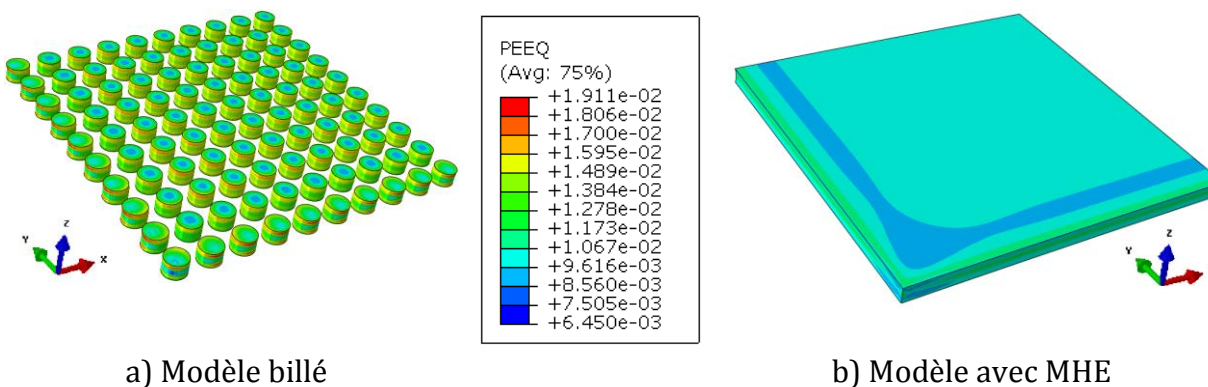 PEEQ
(Avg: 75%)
+1.911e-02
+1.806e-02
+1.700e-02
+1.595e-02
+1.489e-02
+1.384e-02
+1.278e-02
+1.173e-02
+1.067e-02
+9.616e-03
+8.560e-03
+7.505e-03
+6.450e-03
Y
Z
X
Y
Z
a) Modèle billé
b) Modèle avec MHE